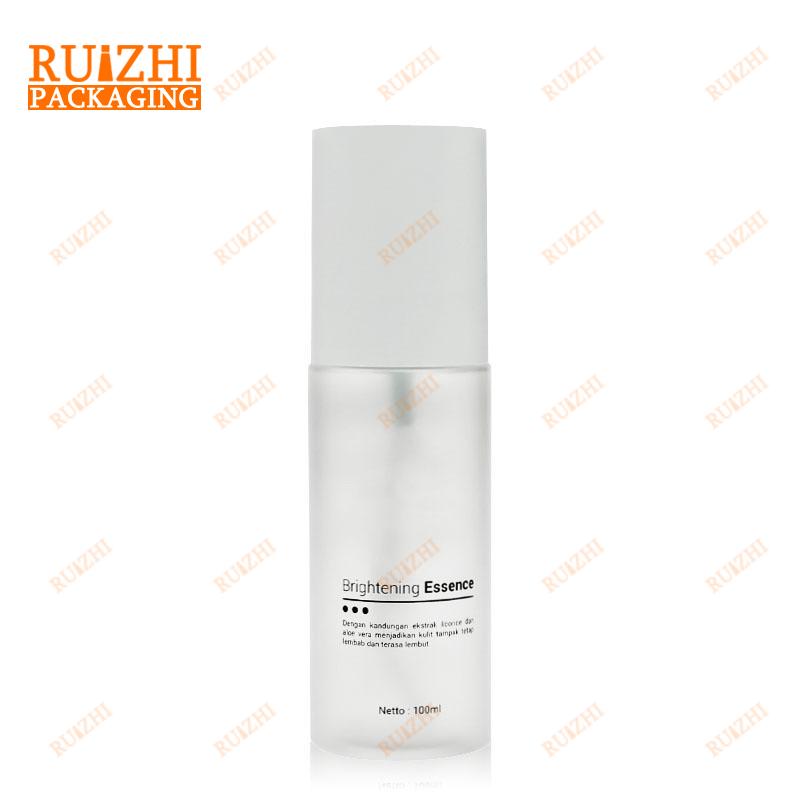 RUIZHI
PACKAGING
Brightening Essence
Dengan kandungan ekstrak licorice dan
aloe vera menjadikan kulit tampak tetap
lembab dan terasa lembut
Netto : 100ml